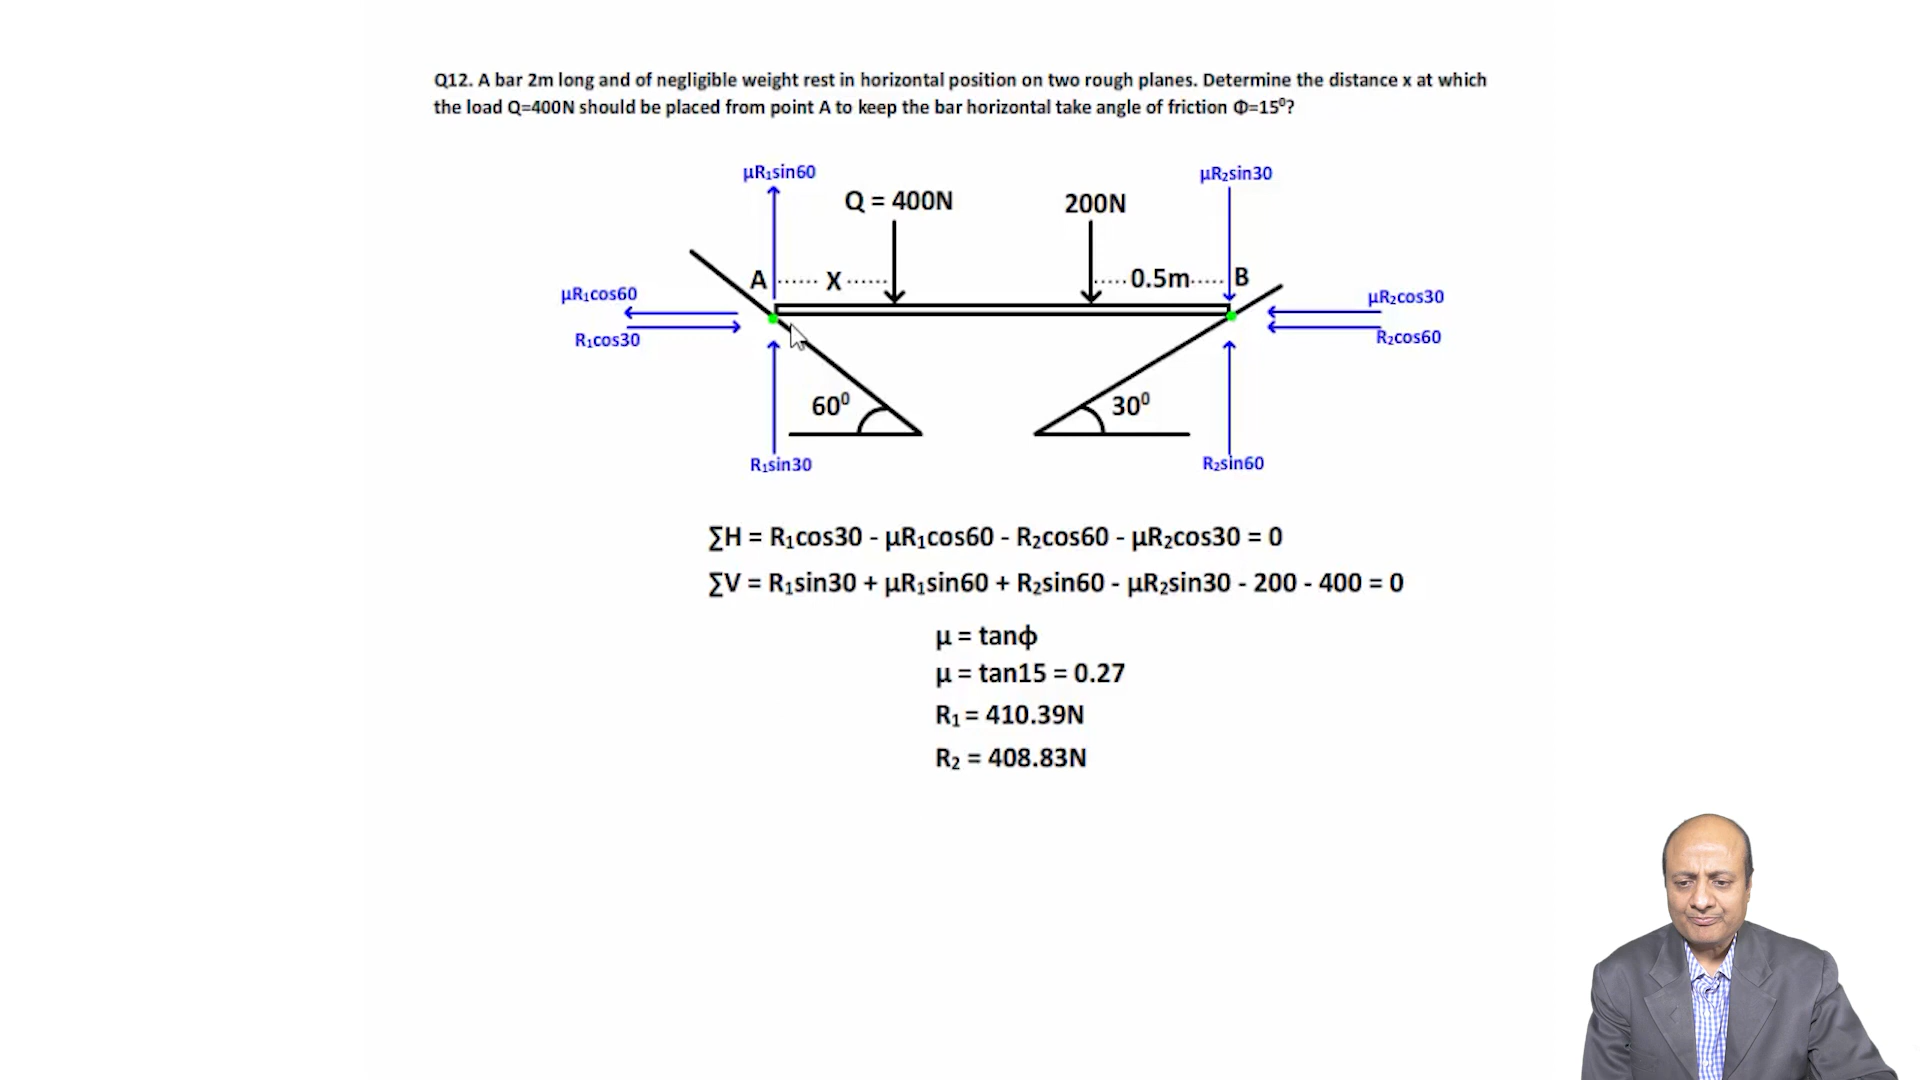 Q12. A bar 2m long and of negligible weight rest in horizontal position on two rough planes. Determine the distance x at which
the load Q=400N should be placed from point A to keep the bar horizontal take angle of friction Φ=15⁰?
μR₁sin60
μR₂sin30
Q = 400N
200N
A
X
0.5m
B
μR₁cos60
μR₂cos30
R₁cos30
R₂cos60
60⁰
30⁰
R₁sin30
R₂sin60
∑H = R₁cos30 - μR₁cos60 - R₂cos60 - μR₂cos30 = 0
∑V = R₁sin30 + μR₁sin60 + R₂sin60 - μR₂sin30 - 200 - 400 = 0
μ = tanϕ
μ = tan15 = 0.27
R₁ = 410.39N
R₂ = 408.83N